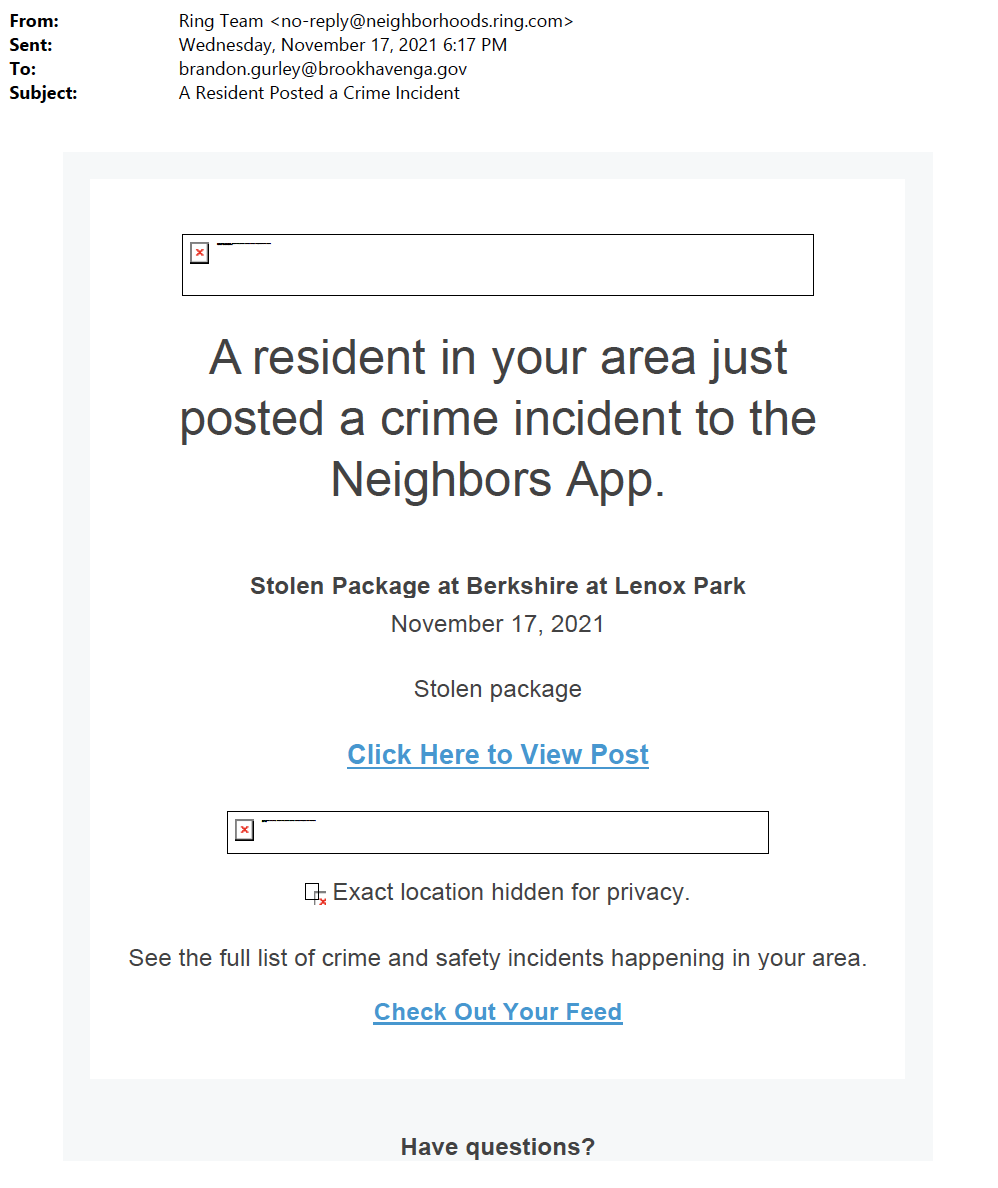 From: Ring Team <no-reply@neighborhoods.ring.com>
Sent: Wednesday, November 17, 2021 6:17 PM
To: brandon.gurley@brookhavenga.gov
Subject: A Resident Posted a Crime Incident
A resident in your area just
posted a crime incident to the
Neighbors App.
Stolen Package at Berkshire at Lenox Park
November 17, 2021
Stolen package
Click Here to View Post
Exact location hidden for privacy.
See the full list of crime and safety incidents happening in your area.
Check Out Your Feed
Have questions?